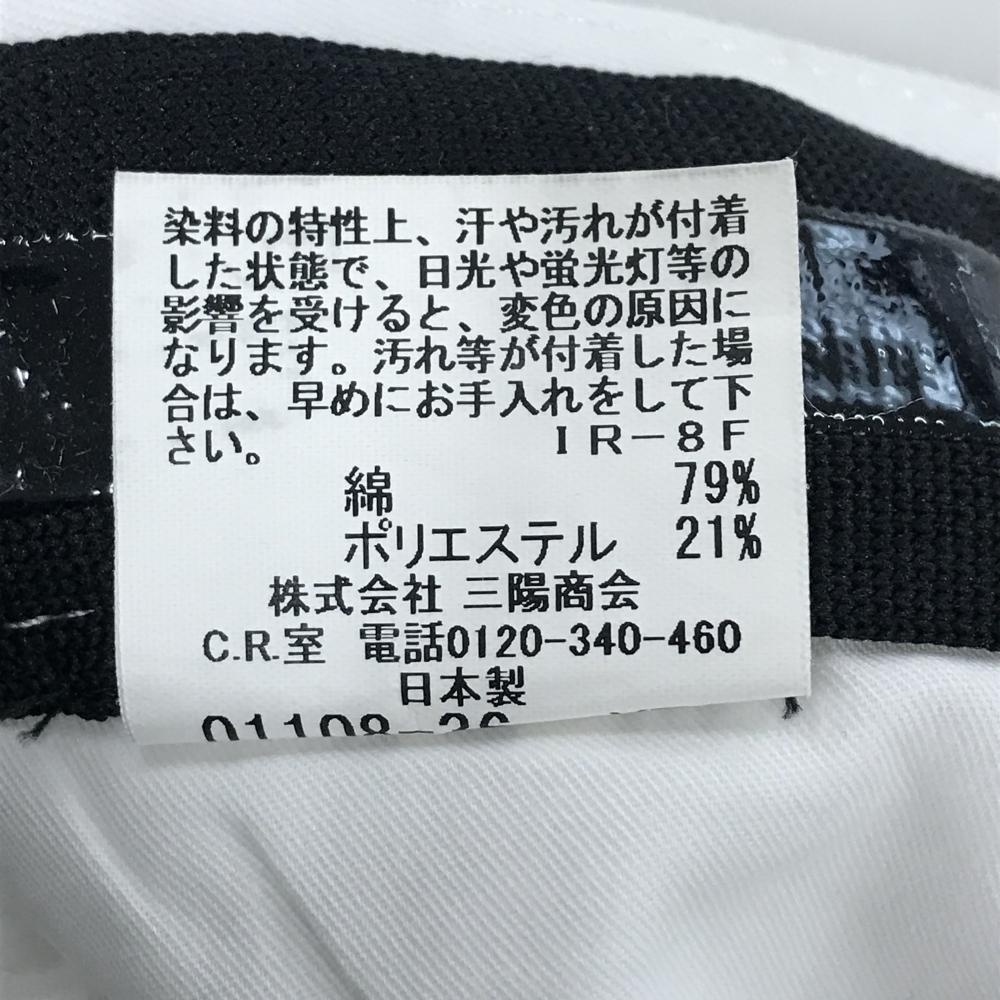 染料の特性上、汗や汚れが付着
した状態で、日光や蛍光灯等の
影響を受けると、変色の原因に
なります。汚れ等が付着した場
合は、早めにお手入れをして下
さい。 IR-8F
綿 79%
ポリエステル 21%
株式会社 三陽商会
C.R.室 電話0120-340-460
日本製